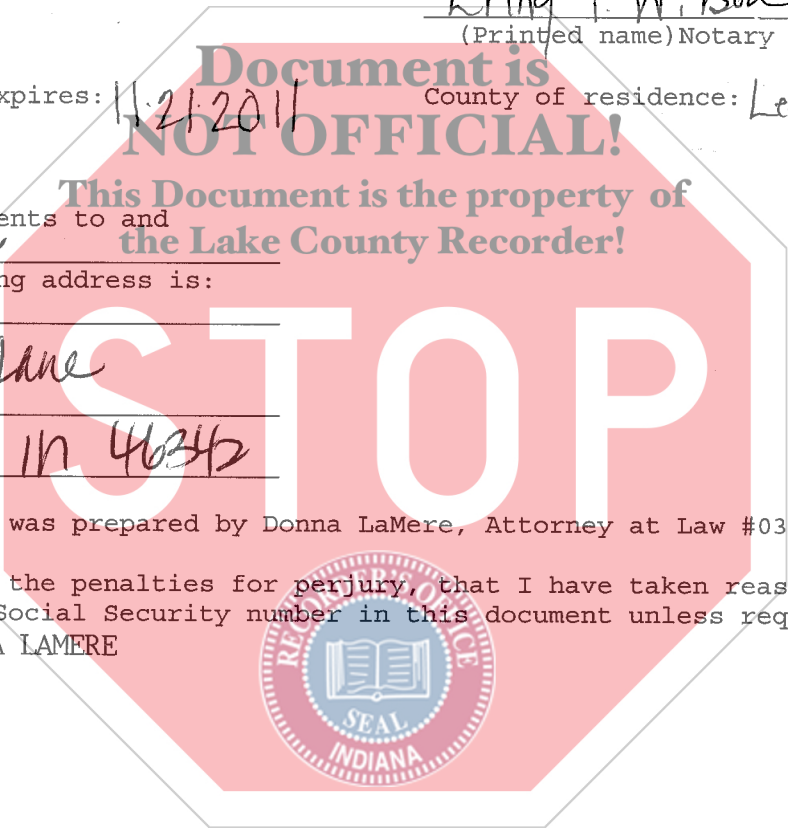 (Printed name) Notary
Document is
xpires: 11.21.2011 County of residence: Le
NOT OFFICIAL!
This Document is the property of
ents to and
the Lake County Recorder!
ng address is:
STOP
Lane
in 46342
was prepared by Donna LaMere, Attorney at Law #03
the penalties for perjury, that I have taken reas
Social Security number in this document unless req
A LAMERE
RECORDER'S OFFICE
SEAL
INDIANA